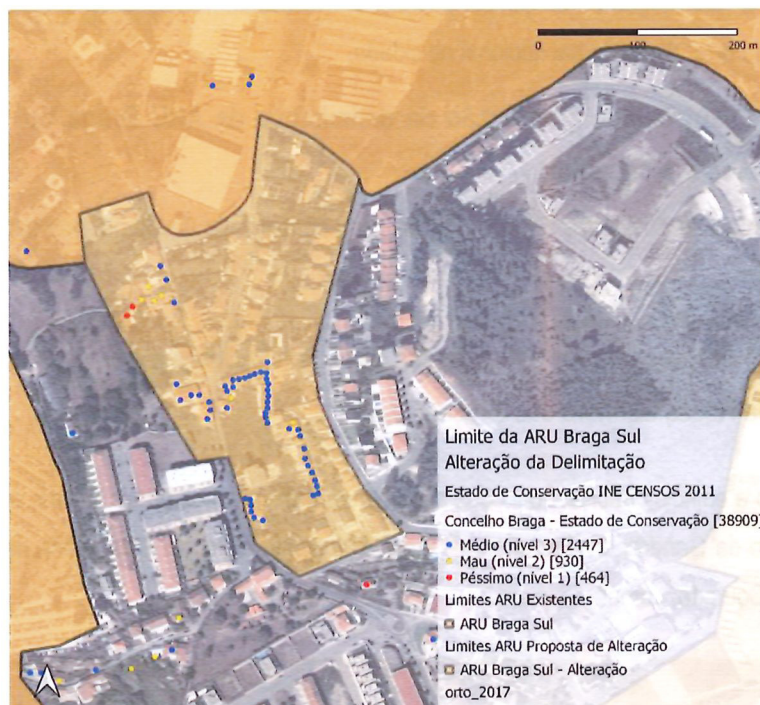 0 100 200 m
Limite da ARU Braga Sul
Alteração da Delimitação
Estado de Conservação INE CENSOS 2011
Concelho Braga - Estado de Conservação [38909]
Médio (nível 3) [2447]
Mau (nível 2) [930]
Péssimo (nível 1) [464]
Limites ARU Existentes
ARU Braga Sul
Limites ARU Proposta de Alteração
ARU Braga Sul - Alteração
orto_2017